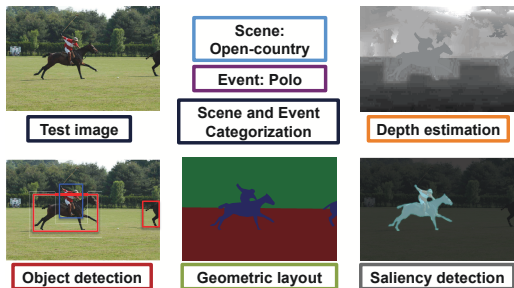 Scene:
Open-country
Event: Polo
Scene and Event
Categorization
Test image
Depth estimation
Object detection
Geometric layout
Saliency detection